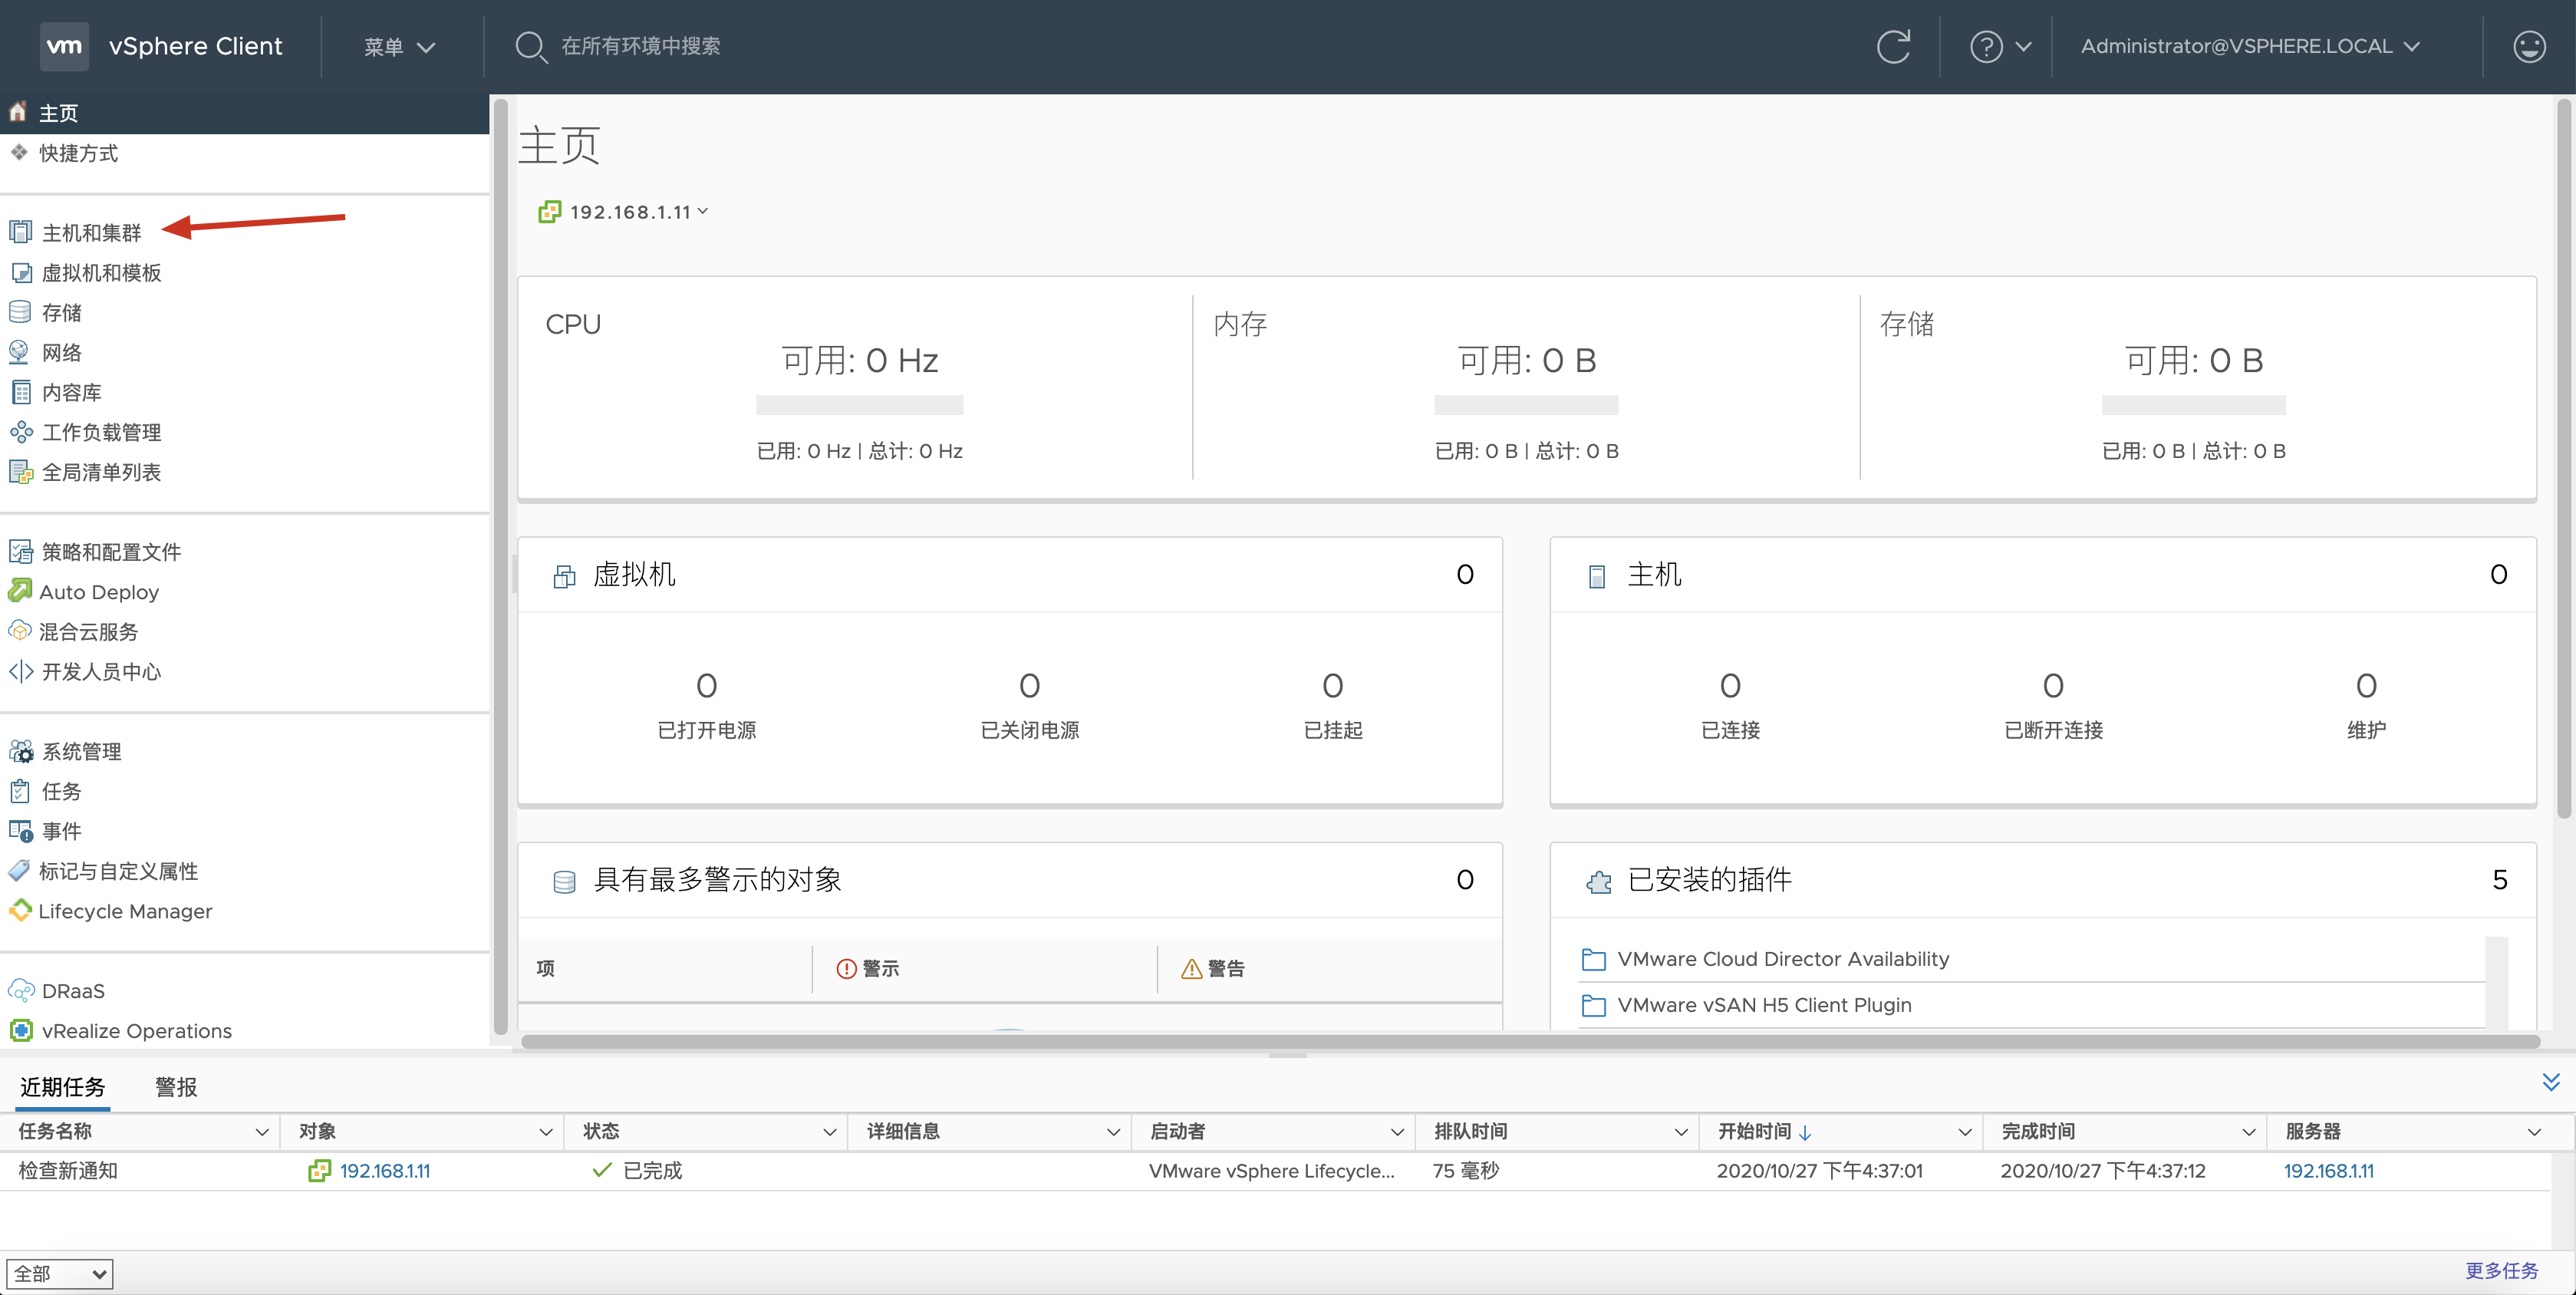 vm vSphere Client 菜单 在所有环境中搜索 ? Administrator@VSPHERE.LOCAL
主页
快捷方式
主机和集群
虚拟机和模板
存储
网络
内容库
工作负载管理
全局清单列表
策略和配置文件
Auto Deploy
混合云服务
开发人员中心
系统管理
任务
事件
标记与自定义属性
Lifecycle Manager
DRaaS
vRealize Operations
主页
192.168.1.11
CPU
可用: 0 Hz
已用: 0 Hz | 总计: 0 Hz
内存
可用: 0 B
已用: 0 B | 总计: 0 B
存储
可用: 0 B
已用: 0 B | 总计: 0 B
虚拟机 0
0 0 0
已打开电源 已关闭电源 已挂起
主机 0
0 0 0
已连接 已断开连接 维护
具有最多警示的对象 0
项 警示 警告
已安装的插件 5
VMware Cloud Director Availability
VMware vSAN H5 Client Plugin
近期任务 警报
任务名称 对象 状态 详细信息 启动者 排队时间 开始时间 完成时间 服务器
检查新通知 192.168.1.11 已完成 VMware vSphere Lifecycle... 75 毫秒 2020/10/27 下午4:37:01 2020/10/27 下午4:37:12 192.168.1.11
全部 更多任务